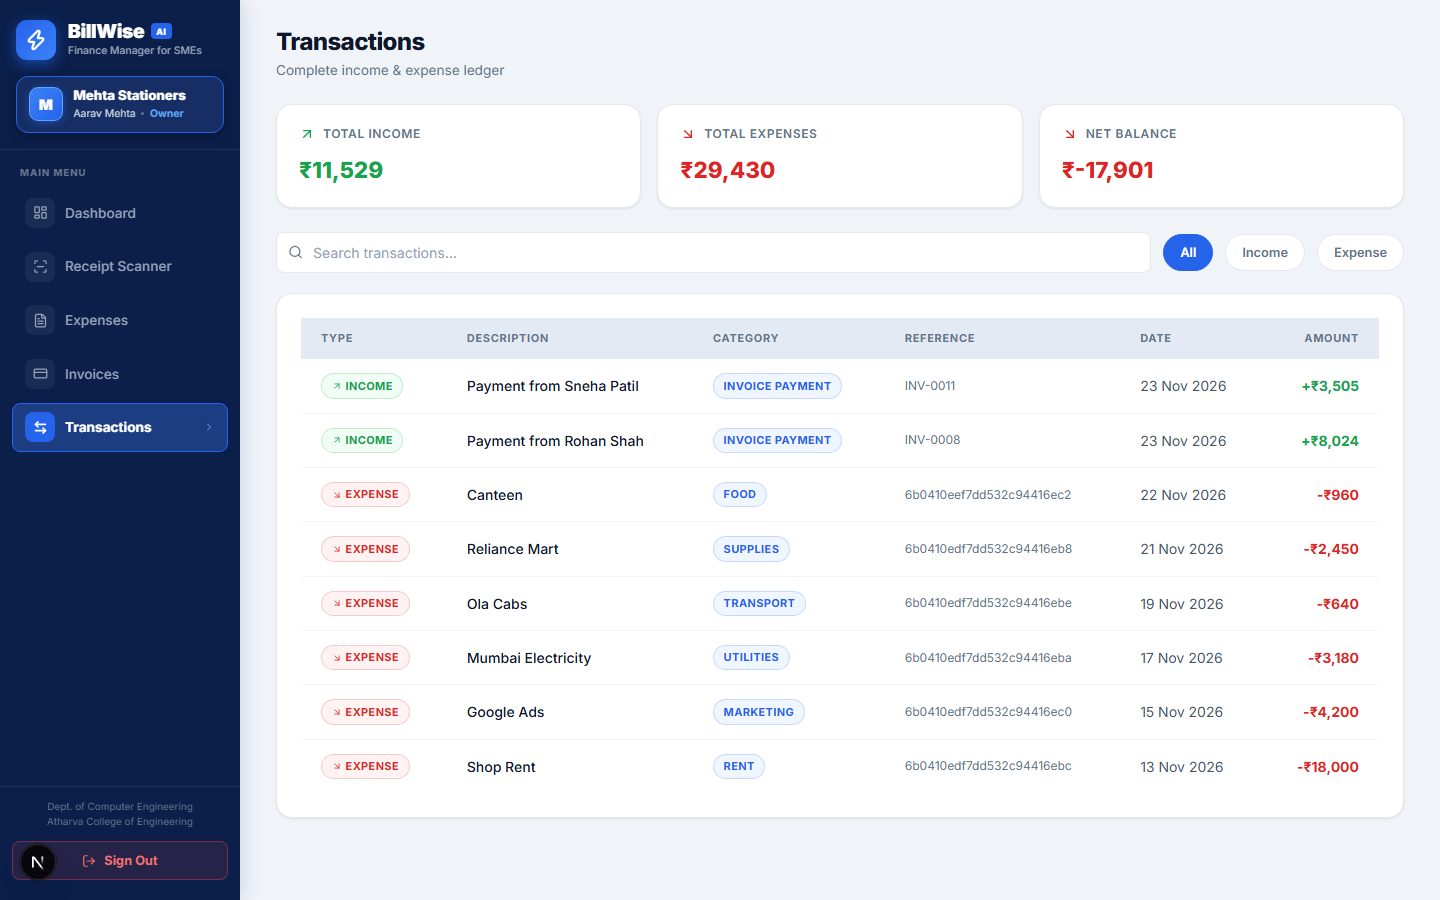 BillWise AI
Finance Manager for SMEs
M
Mehta Stationers
Aarav Mehta • Owner
MAIN MENU
Dashboard
Receipt Scanner
Expenses
Invoices
Transactions
Dept. of Computer Engineering
Atharva College of Engineering
N
Sign Out
Transactions
Complete income & expense ledger
TOTAL INCOME
₹11,529
TOTAL EXPENSES
₹29,430
NET BALANCE
₹-17,901
Search transactions...
All
Income
Expense
TYPE DESCRIPTION CATEGORY REFERENCE DATE AMOUNT
INCOME Payment from Sneha Patil INVOICE PAYMENT INV-0011 23 Nov 2026 +₹3,505
INCOME Payment from Rohan Shah INVOICE PAYMENT INV-0008 23 Nov 2026 +₹8,024
EXPENSE Canteen FOOD 6b0410eef7dd532c94416ec2 22 Nov 2026 -₹960
EXPENSE Reliance Mart SUPPLIES 6b0410edf7dd532c94416eb8 21 Nov 2026 -₹2,450
EXPENSE Ola Cabs TRANSPORT 6b0410edf7dd532c94416ebe 19 Nov 2026 -₹640
EXPENSE Mumbai Electricity UTILITIES 6b0410edf7dd532c94416eba 17 Nov 2026 -₹3,180
EXPENSE Google Ads MARKETING 6b0410edf7dd532c94416ec0 15 Nov 2026 -₹4,200
EXPENSE Shop Rent RENT 6b0410edf7dd532c94416ebc 13 Nov 2026 -₹18,000